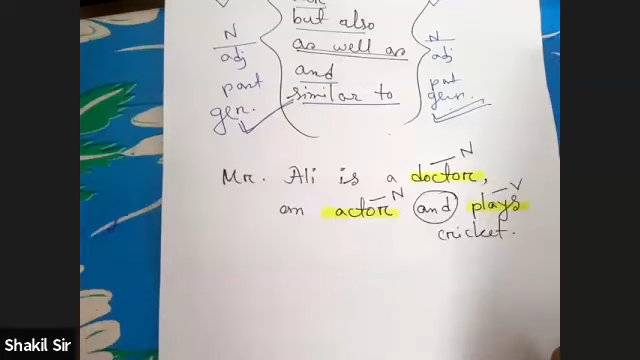 but also
N as well as N
adj and adj
part similar to part
gen. gern.
Mr. Ali is a doctor, N
an actor N and plays V
cricket.
Shakil Sir